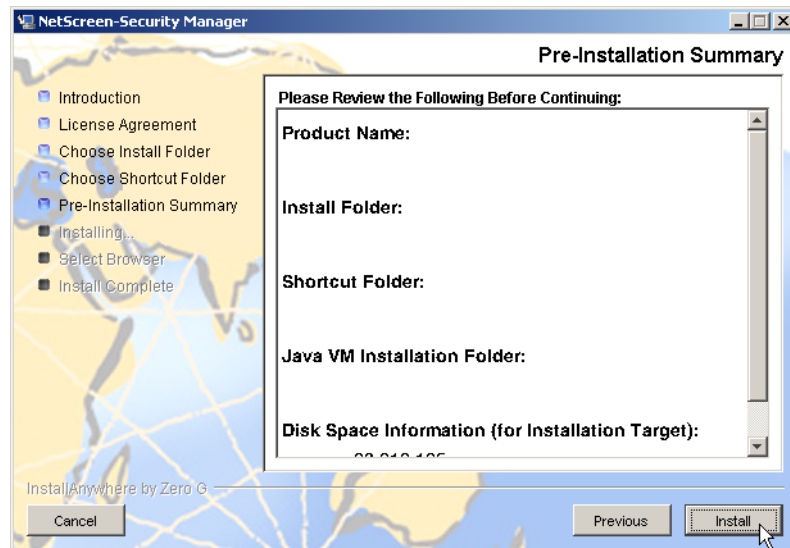 NetScreen-Security Manager
Pre-Installation Summary
Introduction
License Agreement
Choose Install Folder
Choose Shortcut Folder
Pre-Installation Summary
Installing...
Select Browser
Install Complete
Please Review the Following Before Continuing:
Product Name:
Install Folder:
Shortcut Folder:
Java VM Installation Folder:
Disk Space Information (for Installation Target):
InstallAnywhere by Zero G
Cancel
Previous
Install